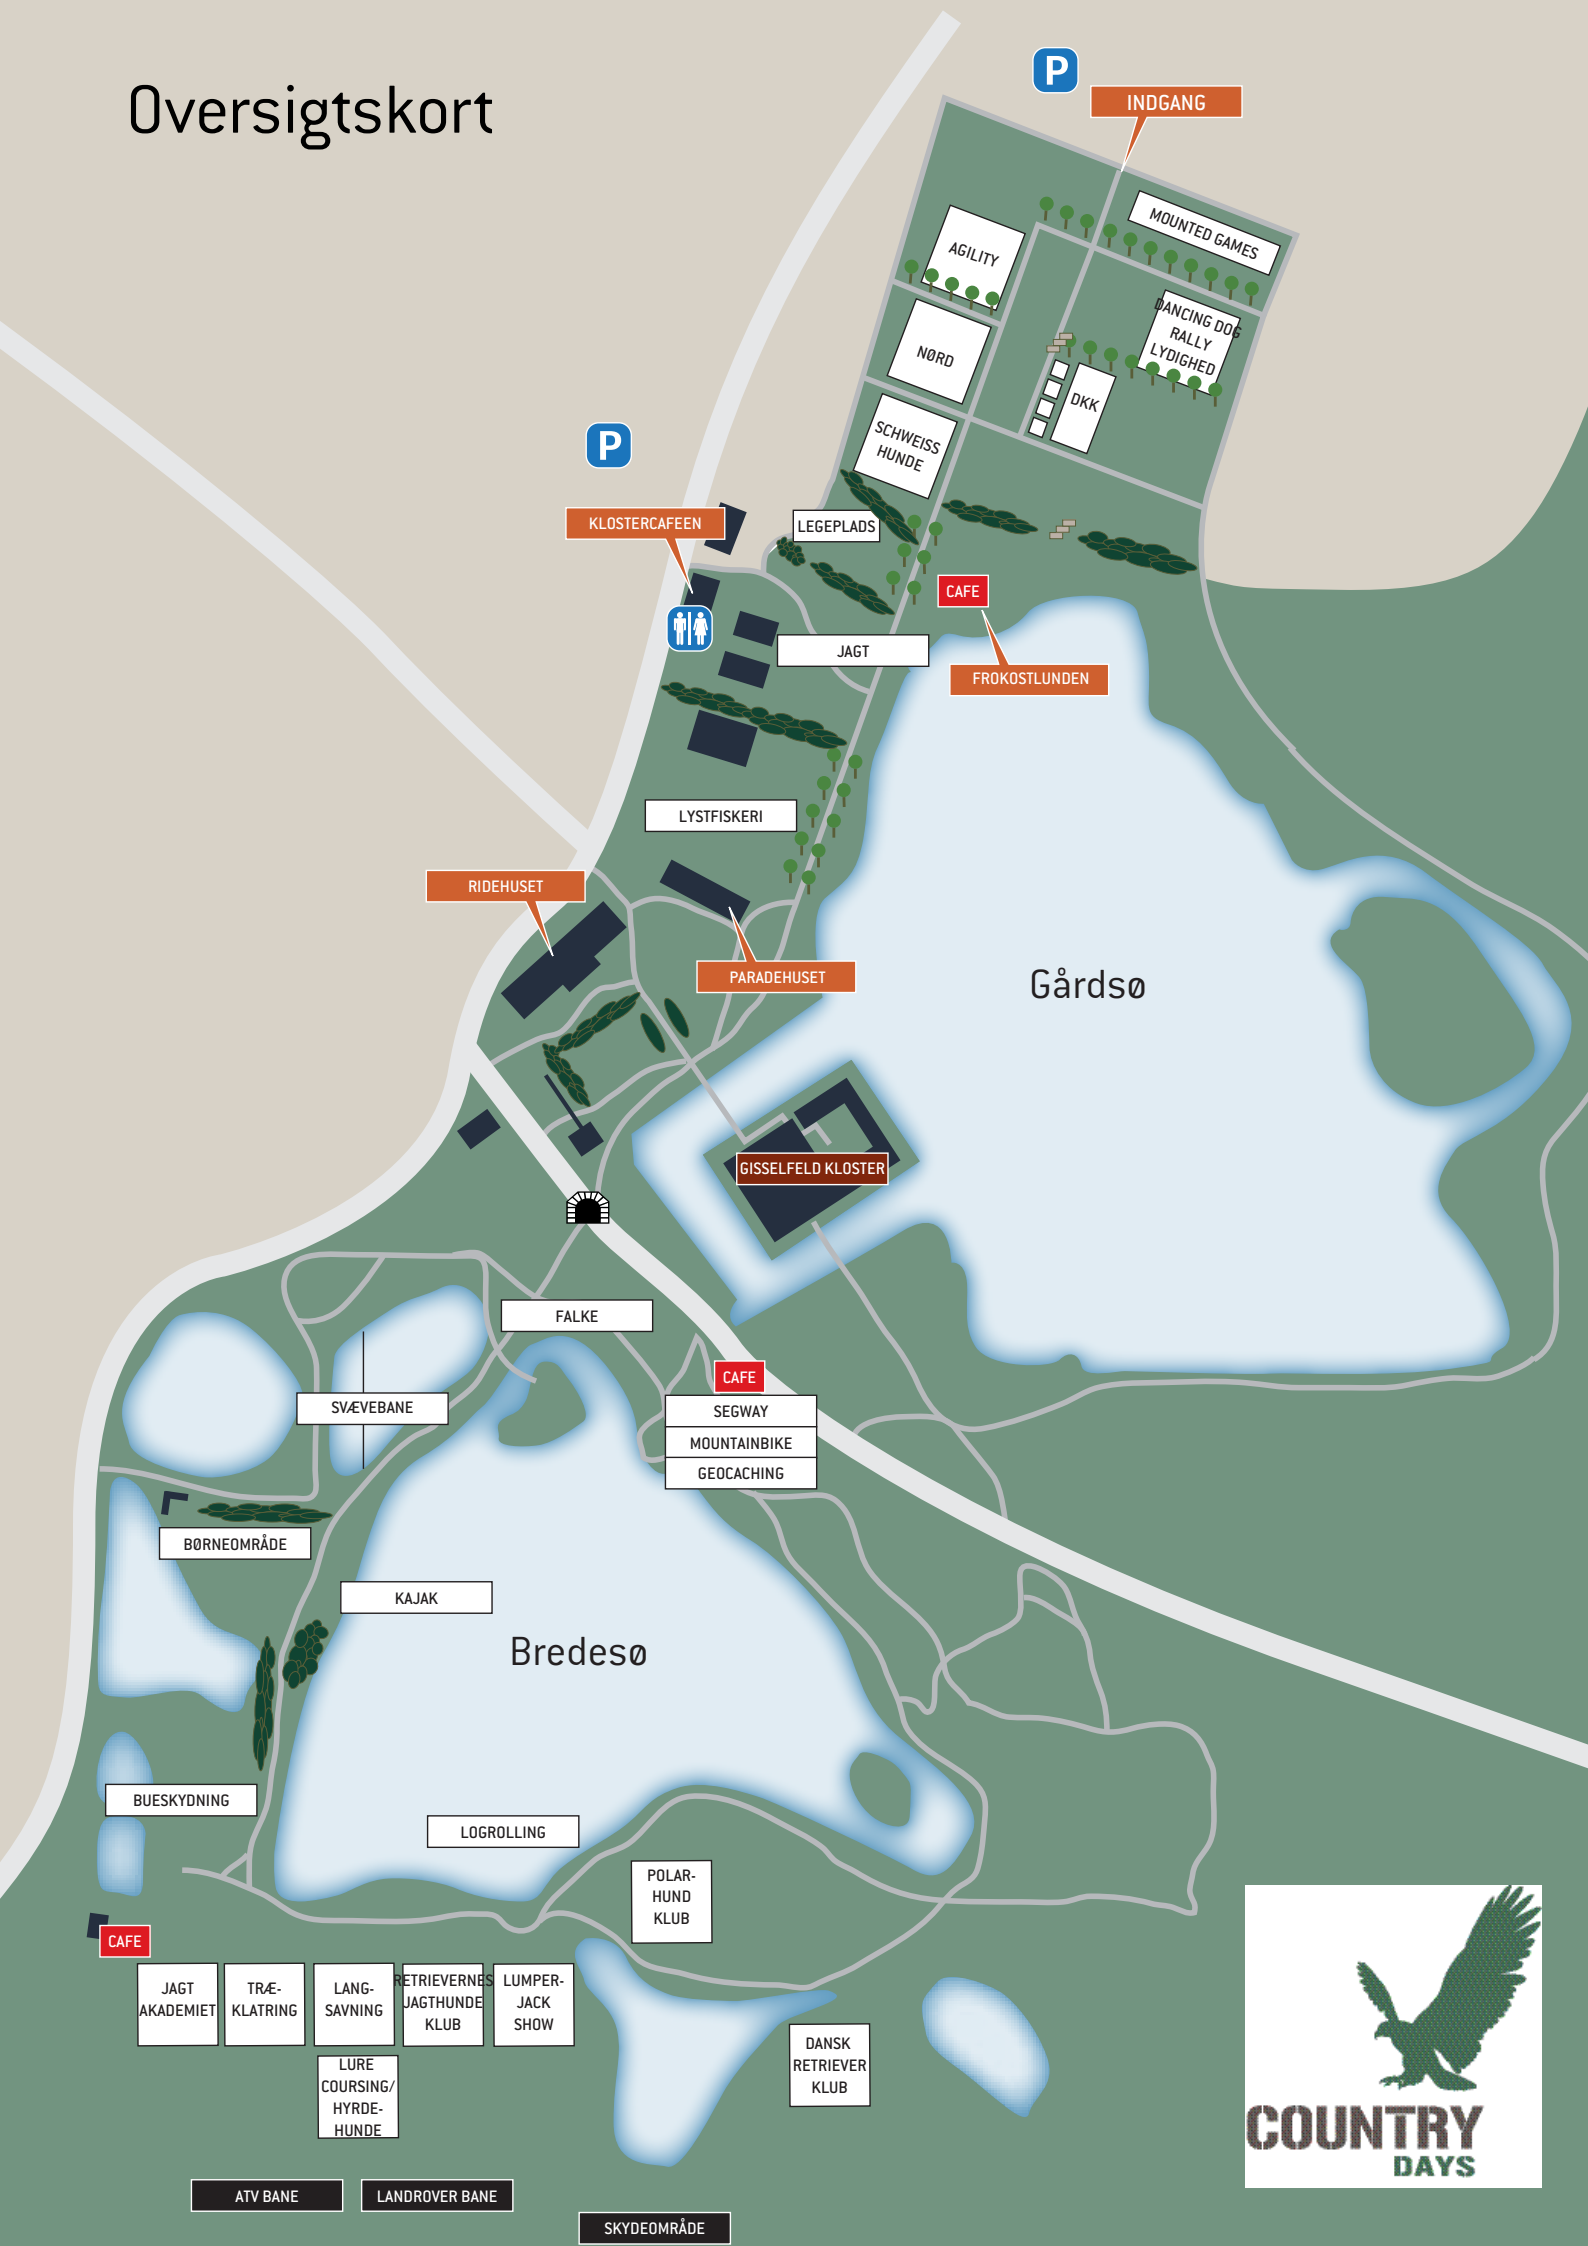 Oversigtskort
P
INDGANG
MOUNTED GAMES
AGILITY
DANCING DOG
RALLY
LYDIGHED
NØRD
DKK
SCHWEISS
HUNDE
P
KLOSTERCAFEEN
LEGEPLADS
CAFE
JAGT
FROKOSTLUNDEN
LYSTFISKERI
RIDEHUSET
PARADEHUSET
Gårdsø
GISSELFELD KLOSTER
FALKE
CAFE
SVÆVEBANE
SEGWAY
MOUNTAINBIKE
GEOCACHING
BØRNEOMRÅDE
KAJAK
Bredesø
BUESKYDNING
LOGROLLING
POLAR-
HUND
KLUB
CAFE
JAGT
AKADEMIET
TRÆ-
KLATRING
LANG-
SAVNING
RETRIEVERNES
JAGTHUNDE
KLUB
LUMPER-
JACK
SHOW
DANSK
RETRIEVER
KLUB
LURE
COURSING/
HYRDE-
HUNDE
COUNTRY
DAYS
ATV BANE
LANDROVER BANE
SKYDEOMRÅDE